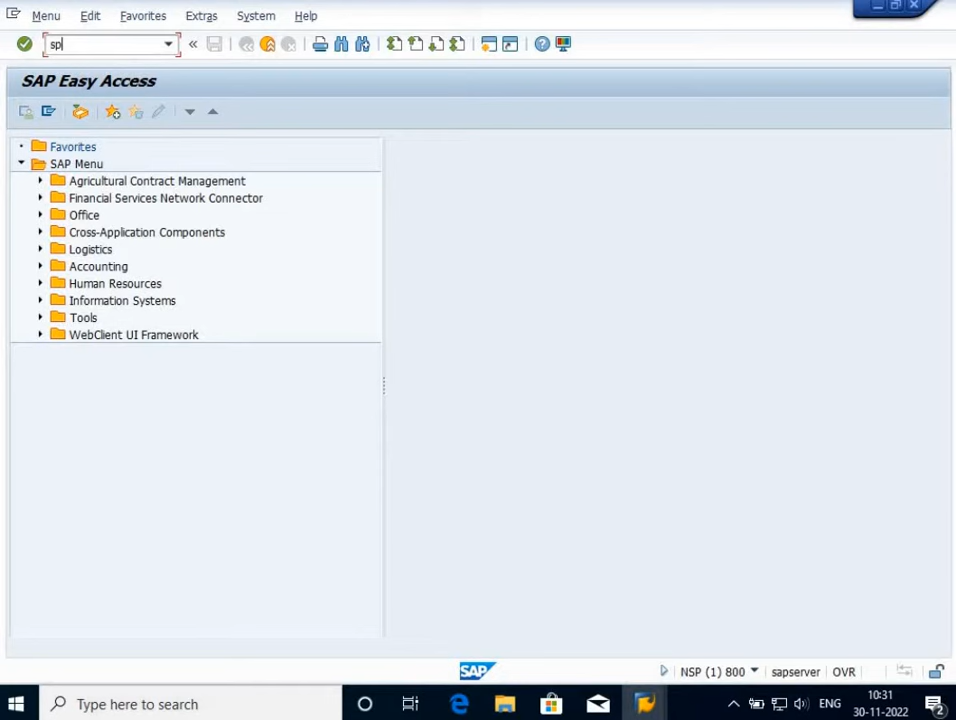 Menu Edit Favorites Extras System Help
sp
SAP Easy Access
Favorites
SAP Menu
Agricultural Contract Management
Financial Services Network Connector
Office
Cross-Application Components
Logistics
Accounting
Human Resources
Information Systems
Tools
WebClient UI Framework
SAP
NSP (1) 800 sapserver OVR
Type here to search
ENG
10:31
30-11-2022
2